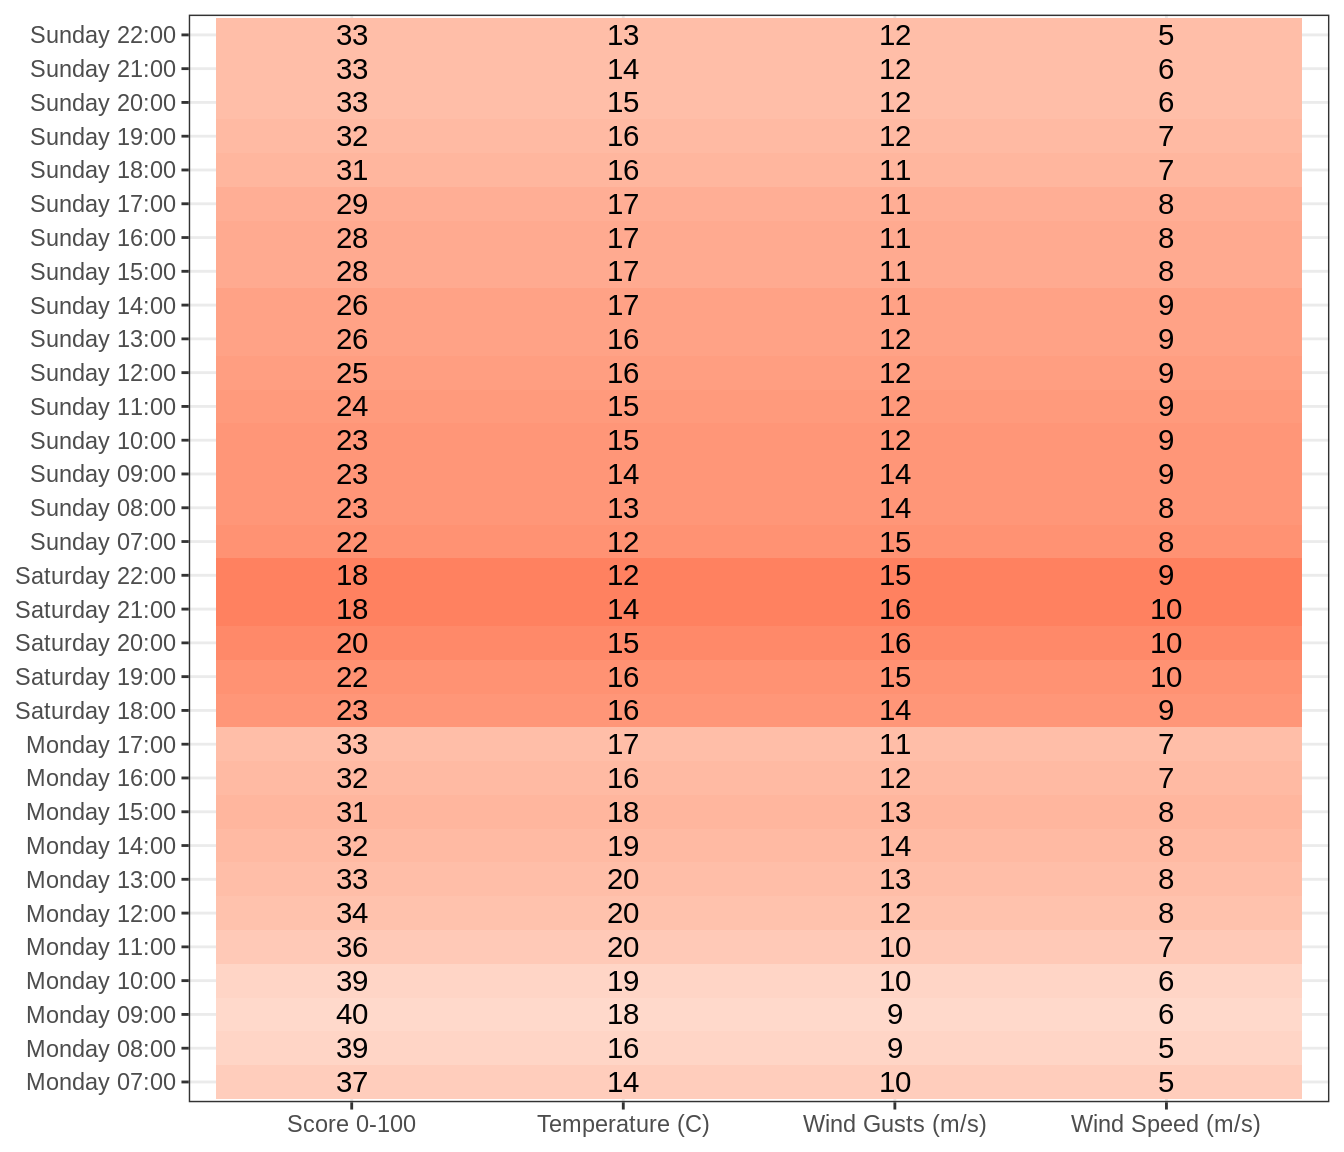 Sunday 22:00 33 13 12 5
Sunday 21:00 33 14 12 6
Sunday 20:00 33 15 12 6
Sunday 19:00 32 16 12 7
Sunday 18:00 31 16 11 7
Sunday 17:00 29 17 11 8
Sunday 16:00 28 17 11 8
Sunday 15:00 28 17 11 8
Sunday 14:00 26 17 11 9
Sunday 13:00 26 16 12 9
Sunday 12:00 25 16 12 9
Sunday 11:00 24 15 12 9
Sunday 10:00 23 15 12 9
Sunday 09:00 23 14 14 9
Sunday 08:00 23 13 14 8
Sunday 07:00 22 12 15 8
Saturday 22:00 18 12 15 9
Saturday 21:00 18 14 16 10
Saturday 20:00 20 15 16 10
Saturday 19:00 22 16 15 10
Saturday 18:00 23 16 14 9
Monday 17:00 33 17 11 7
Monday 16:00 32 16 12 7
Monday 15:00 31 18 13 8
Monday 14:00 32 19 14 8
Monday 13:00 33 20 13 8
Monday 12:00 34 20 12 8
Monday 11:00 36 20 10 7
Monday 10:00 39 19 10 6
Monday 09:00 40 18 9 6
Monday 08:00 39 16 9 5
Monday 07:00 37 14 10 5
Score 0-100 Temperature (C) Wind Gusts (m/s) Wind Speed (m/s)